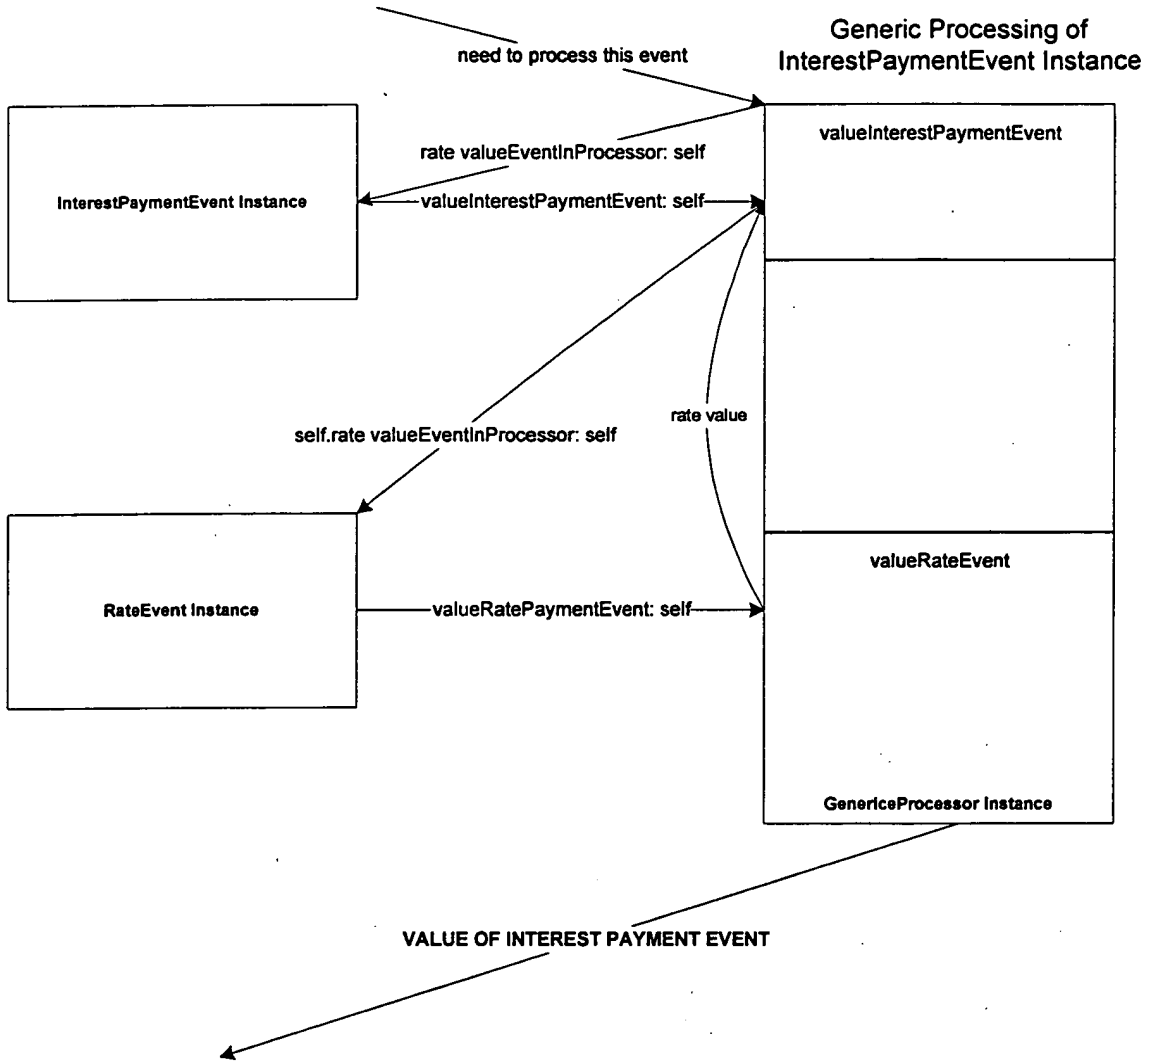 Generic Processing of
InterestPaymentEvent Instance
need to process this event
valueInterestPaymentEvent
rate valueEventInProcessor: self
InterestPaymentEvent Instance
valueInterestPaymentEvent: self
rate value
self.rate valueEventInProcessor: self
valueRateEvent
RateEvent Instance
valueRatePaymentEvent: self
GenericeProcessor Instance
VALUE OF INTEREST PAYMENT EVENT